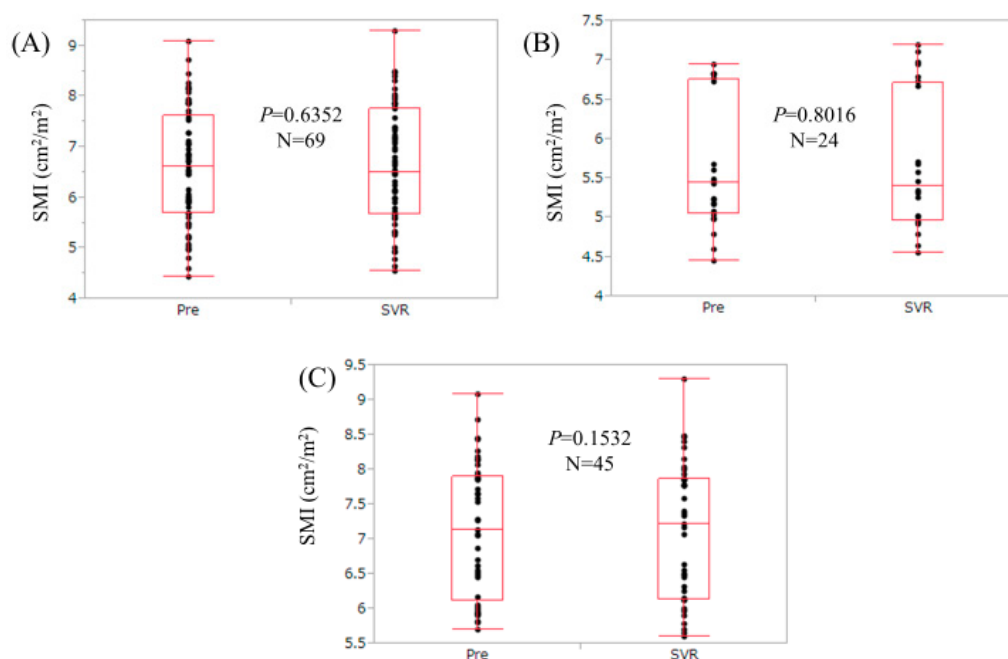 (A)
SMI (cm²/m²)
9
8
7
6
5
4
P=0.6352
N=69
Pre
SVR
(B)
SMI (cm²/m²)
7.5
7
6.5
6
5.5
5
4.5
4
P=0.8016
N=24
Pre
SVR
(C)
SMI (cm²/m²)
9.5
9
8.5
8
7.5
7
6.5
6
5.5
P=0.1532
N=45
Pre
SVR